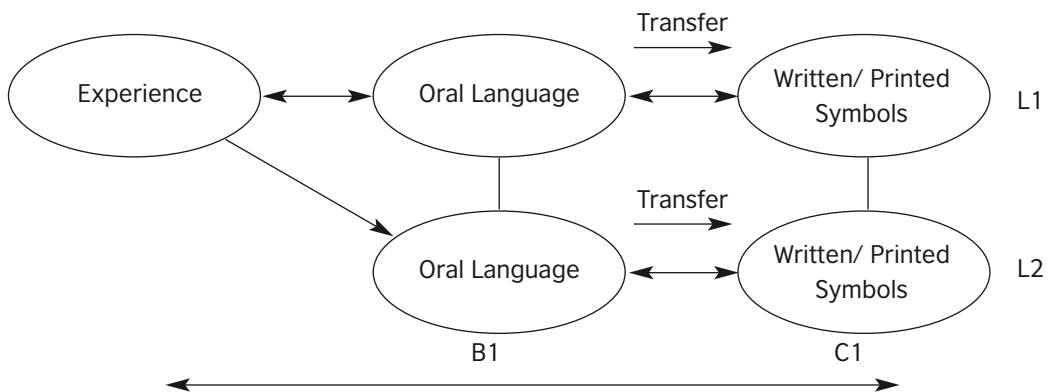 Transfer
Experience
Oral Language
Written/ Printed
Symbols
L1
Transfer
Oral Language
Written/ Printed
Symbols
L2
B1
C1